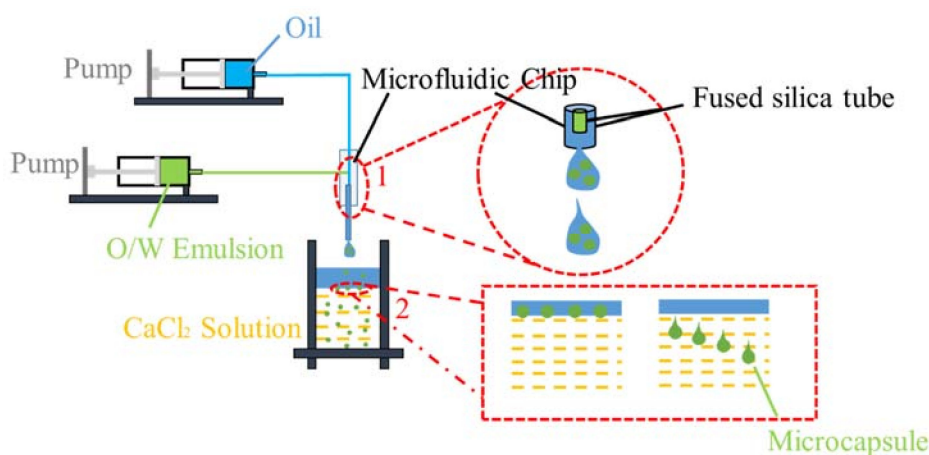 Oil
Pump
Microfluidic Chip
Fused silica tube
Pump
1
O/W Emulsion
2
CaCl₂ Solution
Microcapsule